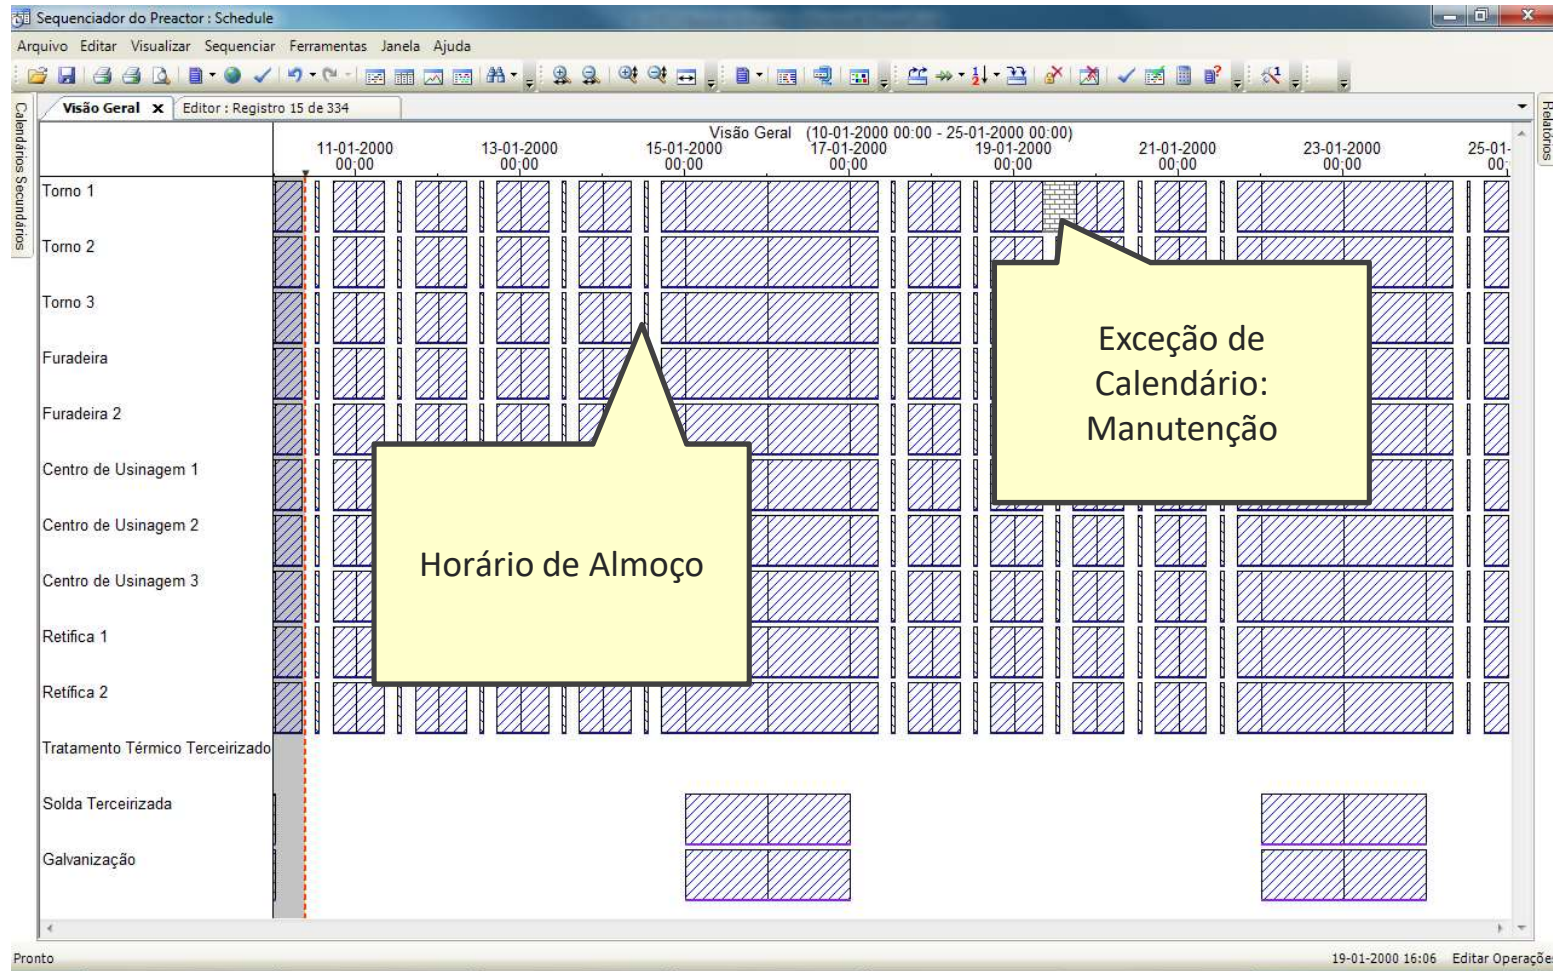 Sequenciador do Preactor : Schedule
Arquivo Editar Visualizar Sequenciar Ferramentas Janela Ajuda
Visão Geral X Editor : Registro 15 de 334
Calendários Secundários
Relatórios
Visão Geral (10-01-2000 00:00 - 25-01-2000 00:00)
11-01-2000 13-01-2000 15-01-2000 17-01-2000 19-01-2000 21-01-2000 23-01-2000 25-01-
00:00 00:00 00:00 00:00 00:00 00:00 00:00 00:
Torno 1
Torno 2
Torno 3
Furadeira
Furadeira 2
Centro de Usinagem 1
Centro de Usinagem 2
Centro de Usinagem 3
Retifica 1
Retífica 2
Tratamento Térmico Terceirizado
Solda Terceirizada
Galvanização
Exceção de
Calendário:
Manutenção
Horário de Almoço
Pronto
19-01-2000 16:06 Editar Operaçõe